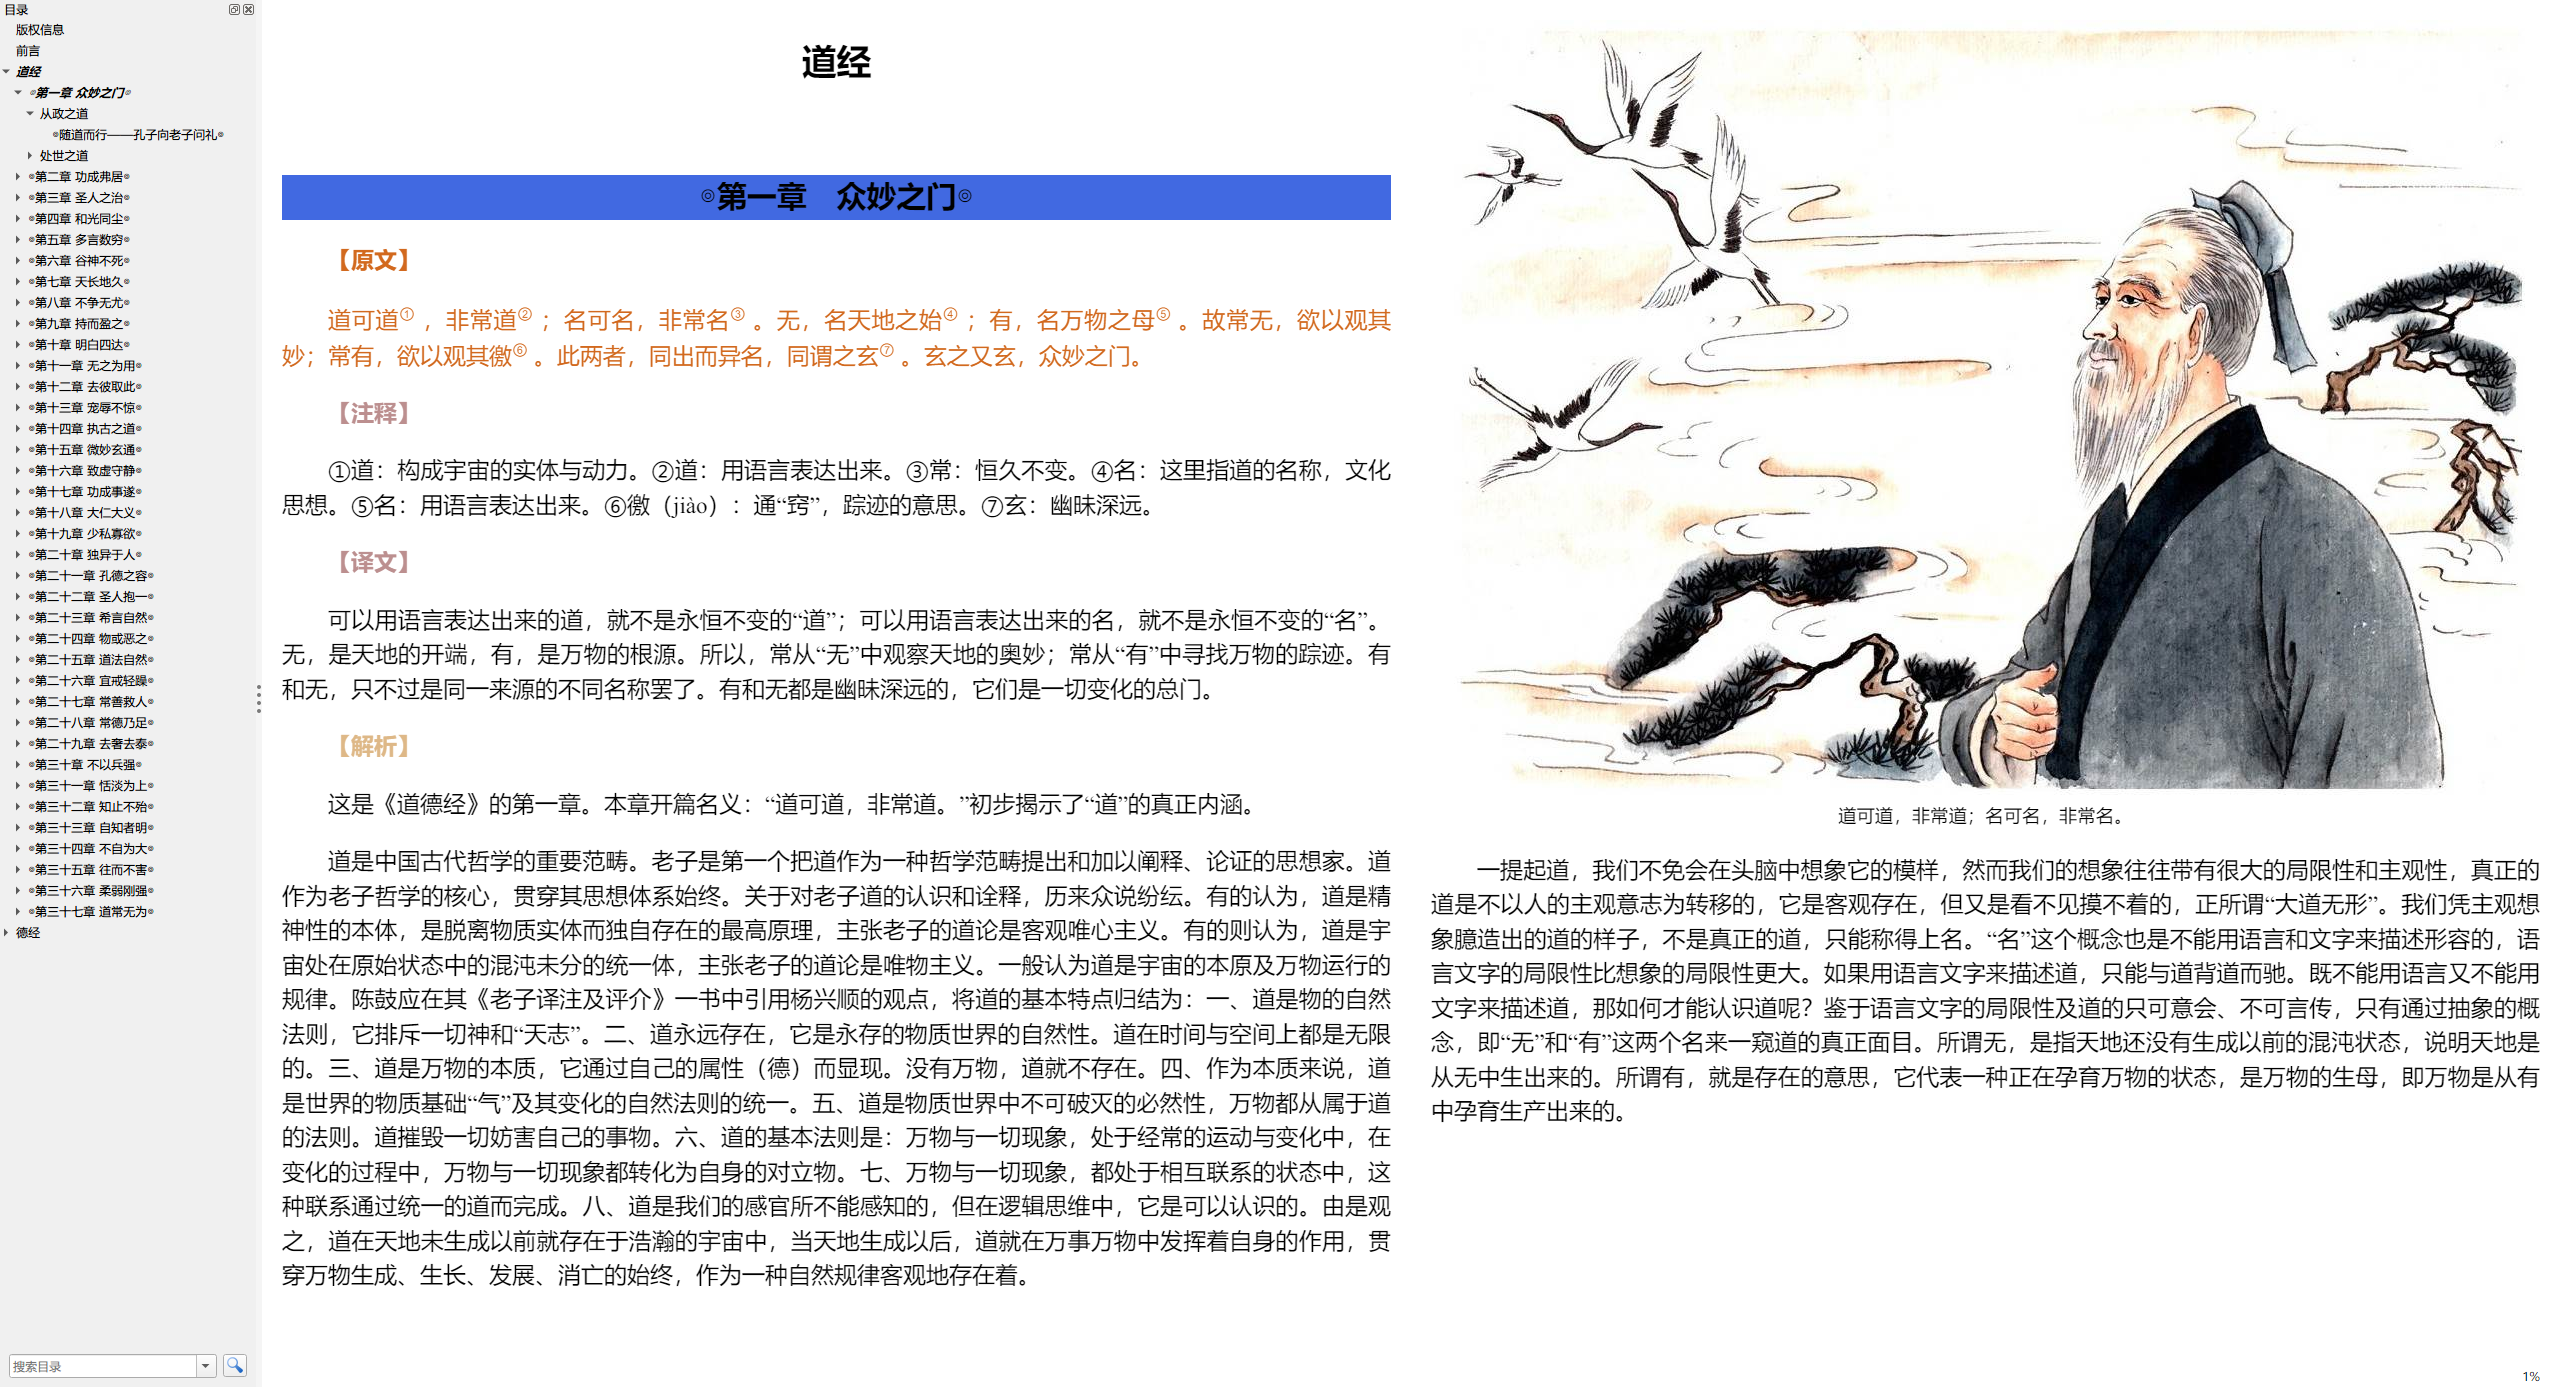 目录
版权信息
前言
道经
◎第一章 众妙之门◎
从政之道
◎随道而行——孔子向老子问礼◎
处世之道
◎第二章 功成弗居◎
◎第三章 圣人之治◎
◎第四章 和光同尘◎
◎第五章 多言数穷◎
◎第六章 谷神不死◎
◎第七章 天长地久◎
◎第八章 不争无尤◎
◎第九章 持而盈之◎
◎第十章 明白四达◎
◎第十一章 无之为用◎
◎第十二章 去彼取此◎
◎第十三章 宠辱不惊◎
◎第十四章 执古之道◎
◎第十五章 微妙玄通◎
◎第十六章 致虚守静◎
◎第十七章 功成事遂◎
◎第十八章 大仁大义◎
◎第十九章 少私寡欲◎
◎第二十章 独异于人◎
◎第二十一章 孔德之容◎
◎第二十二章 圣人抱一◎
◎第二十三章 希言自然◎
◎第二十四章 物或恶之◎
◎第二十五章 道法自然◎
◎第二十六章 宜戒轻躁◎
◎第二十七章 常善救人◎
◎第二十八章 常德乃足◎
◎第二十九章 去奢去泰◎
◎第三十章 不以兵强◎
◎第三十一章 恬淡为上◎
◎第三十二章 知止不殆◎
◎第三十三章 自知者明◎
◎第三十四章 不自为大◎
◎第三十五章 往而不害◎
◎第三十六章 柔弱刚强◎
◎第三十七章 道常无为◎
德经
搜索目录
道经
◎第一章 众妙之门◎
【原文】
道可道①，非常道②；名可名，非常名③。无，名天地之始④；有，名万物之母⑤。故常无，欲以观其
妙；常有，欲以观其徼⑥。此两者，同出而异名，同谓之玄⑦。玄之又玄，众妙之门。
【注释】
①道：构成宇宙的实体与动力。②道：用语言表达出来。③常：恒久不变。④名：这里指道的名称，文化
思想。⑤名：用语言表达出来。⑥徼（jiào）：通“窍”，踪迹的意思。⑦玄：幽昧深远。
【译文】
可以用语言表达出来的道，就不是永恒不变的“道”；可以用语言表达出来的名，就不是永恒不变的“名”。
无，是天地的开端，有，是万物的根源。所以，常从“无”中观察天地的奥妙；常从“有”中寻找万物的踪迹。有
和无，只不过是同一来源的不同名称罢了。有和无都是幽昧深远的，它们是一切变化的总门。
【解析】
这是《道德经》的第一章。本章开篇名义：“道可道，非常道。”初步揭示了“道”的真正内涵。
道是中国古代哲学的重要范畴。老子是第一个把道作为一种哲学范畴提出和加以阐释、论证的思想家。道
作为老子哲学的核心，贯穿其思想体系始终。关于对老子道的认识和诠释，历来众说纷纭。有的认为，道是精
神性的本体，是脱离物质实体而独自存在的最高原理，主张老子的道论是客观唯心主义。有的则认为，道是宇
宙处在原始状态中的混沌未分的统一体，主张老子的道论是唯物主义。一般认为道是宇宙的本原及万物运行的
规律。陈鼓应在其《老子译注及评介》一书中引用杨兴顺的观点，将道的基本特点归结为：一、道是物的自然
法则，它排斥一切神和“天志”。二、道永远存在，它是永存的物质世界的自然性。道在时间与空间上都是无限
的。三、道是万物的本质，它通过自己的属性（德）而显现。没有万物，道就不存在。四、作为本质来说，道
是世界的物质基础“气”及其变化的自然法则的统一。五、道是物质世界中不可破灭的必然性，万物都从属于道
的法则。道摧毁一切妨害自己的事物。六、道的基本法则是：万物与一切现象，处于经常的运动与变化中，在
变化的过程中，万物与一切现象都转化为自身的对立物。七、万物与一切现象，都处于相互联系的状态中，这
种联系通过统一的道而完成。八、道是我们的感官所不能感知的，但在逻辑思维中，它是可以认识的。由是观
之，道在天地未生成以前就存在于浩瀚的宇宙中，当天地生成以后，道就在万事万物中发挥着自身的作用，贯
穿万物生成、生长、发展、消亡的始终，作为一种自然规律客观地存在着。
道可道，非常道；名可名，非常名。
一提起道，我们不免会在头脑中想象它的模样，然而我们的想象往往带有很大的局限性和主观性，真正的
道是不以人的主观意志为转移的，它是客观存在，但又是看不见摸不着的，正所谓“大道无形”。我们凭主观想
象臆造出的道的样子，不是真正的道，只能称得上名。“名”这个概念也是不能用语言和文字来描述形容的，语
言文字的局限性比想象的局限性更大。如果用语言文字来描述道，只能与道背道而驰。既不能用语言又不能用
文字来描述道，那如何才能认识道呢？鉴于语言文字的局限性及道的只可意会、不可言传，只有通过抽象的概
念，即“无”和“有”这两个名来一窥道的真正面目。所谓无，是指天地还没有生成以前的混沌状态，说明天地是
从无中生出来的。所谓有，就是存在的意思，它代表一种正在孕育万物的状态，是万物的生母，即万物是从有
中孕育生产出来的。
1%